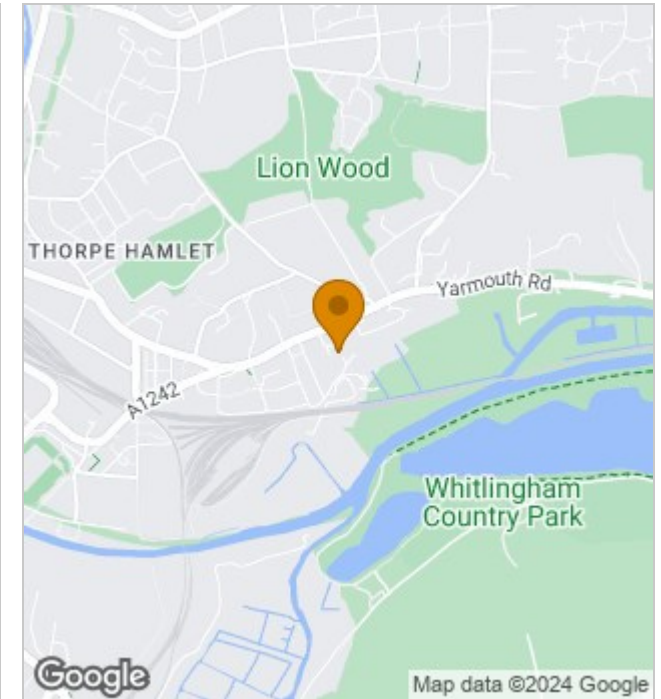 Lion Wood
THORPE HAMLET
Yarmouth Rd
A1242
Whitlingham
Country Park
Google
Map data ©2024 Google